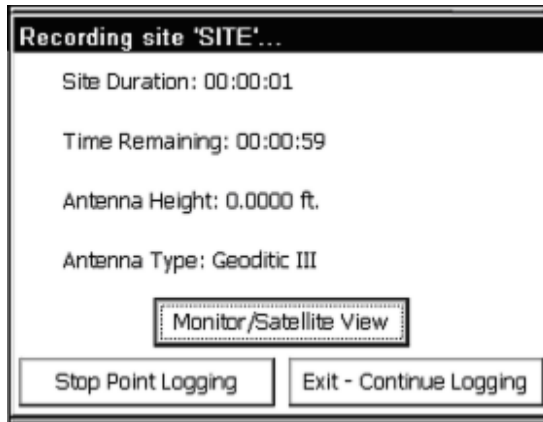 Recording site 'SITE'...
Site Duration: 00:00:01
Time Remaining: 00:00:59
Antenna Height: 0.0000 ft.
Antenna Type: Geoditic III
Monitor/Satellite View
Stop Point Logging
Exit - Continue Logging